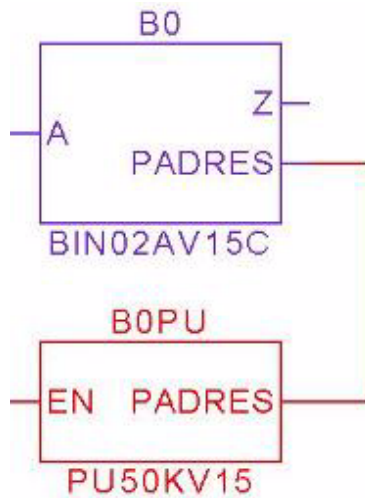 B0
Z
A
PADRES
BIN02AV15C
B0PU
EN PADRES
PU50KV15